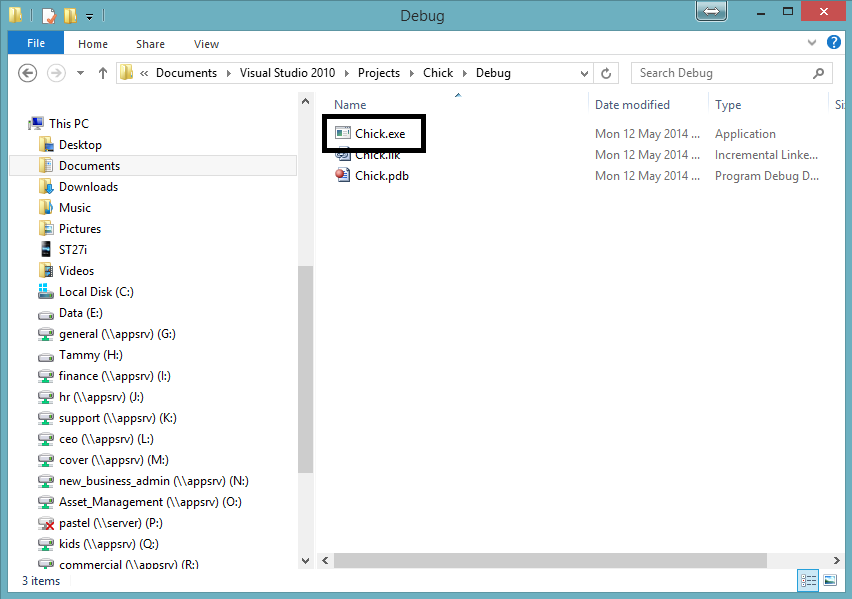 Debug
File Home Share View
« Documents Visual Studio 2010 Projects Chick Debug
Search Debug
This PC
Desktop
Documents
Downloads
Music
Pictures
ST27i
Videos
Local Disk (C:)
Data (E:)
general (\\appsrv) (G:)
Tammy (H:)
finance (\\appsrv) (I:)
hr (\\appsrv) (J:)
support (\\appsrv) (K:)
ceo (\\appsrv) (L:)
cover (\\appsrv) (M:)
new_business_admin (\\appsrv) (N:)
Asset_Management (\\appsrv) (O:)
pastel (\\server) (P:)
kids (\\appsrv) (Q:)
commercial (\\appsrv) (R:)
Name Date modified Type Si
Chick.exe Mon 12 May 2014 ... Application
Chick.ilk Mon 12 May 2014 ... Incremental Linke...
Chick.pdb Mon 12 May 2014 ... Program Debug D...
3 items